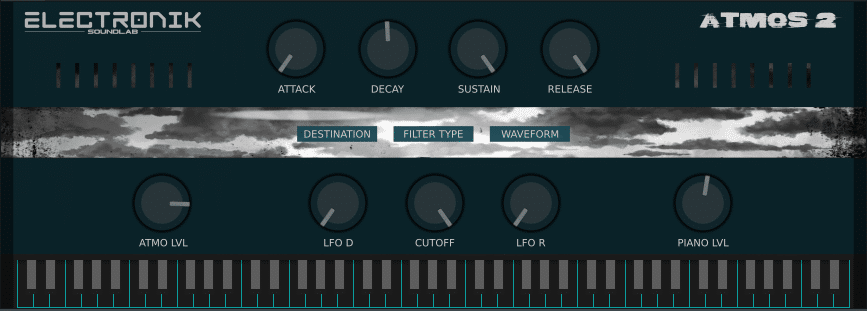 ELECTRONIK
SOUNDLAB
ATMOS 2
ATTACK
DECAY
SUSTAIN
RELEASE
DESTINATION
FILTER TYPE
WAVEFORM
ATMO LVL
LFO D
CUTOFF
LFO R
PIANO LVL